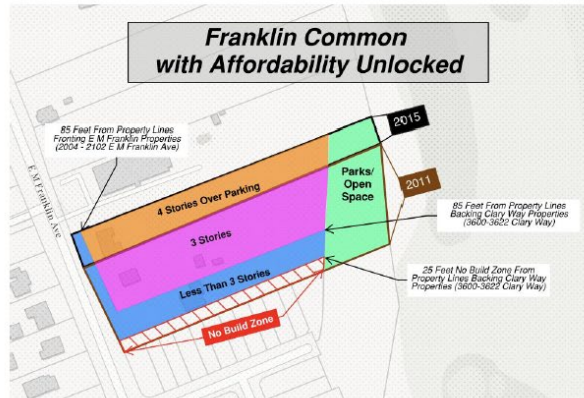 Franklin Common
with Affordability Unlocked
85 Feet From Property Lines
Fronting E M Franklin Properties
(2004 - 2102 E M Franklin Ave)
2015
E M Franklin Ave
4 Stories Over Parking
Parks/
Open
Space
2011
3 Stories
85 Feet From Property Lines
Backing Clary Way Properties
(3600-3622 Clary Way)
Less Than 3 Stories
25 Feet No Build Zone From
Property Lines Backing Clary Way
Properties (3600-3622 Clary Way)
No Build Zone